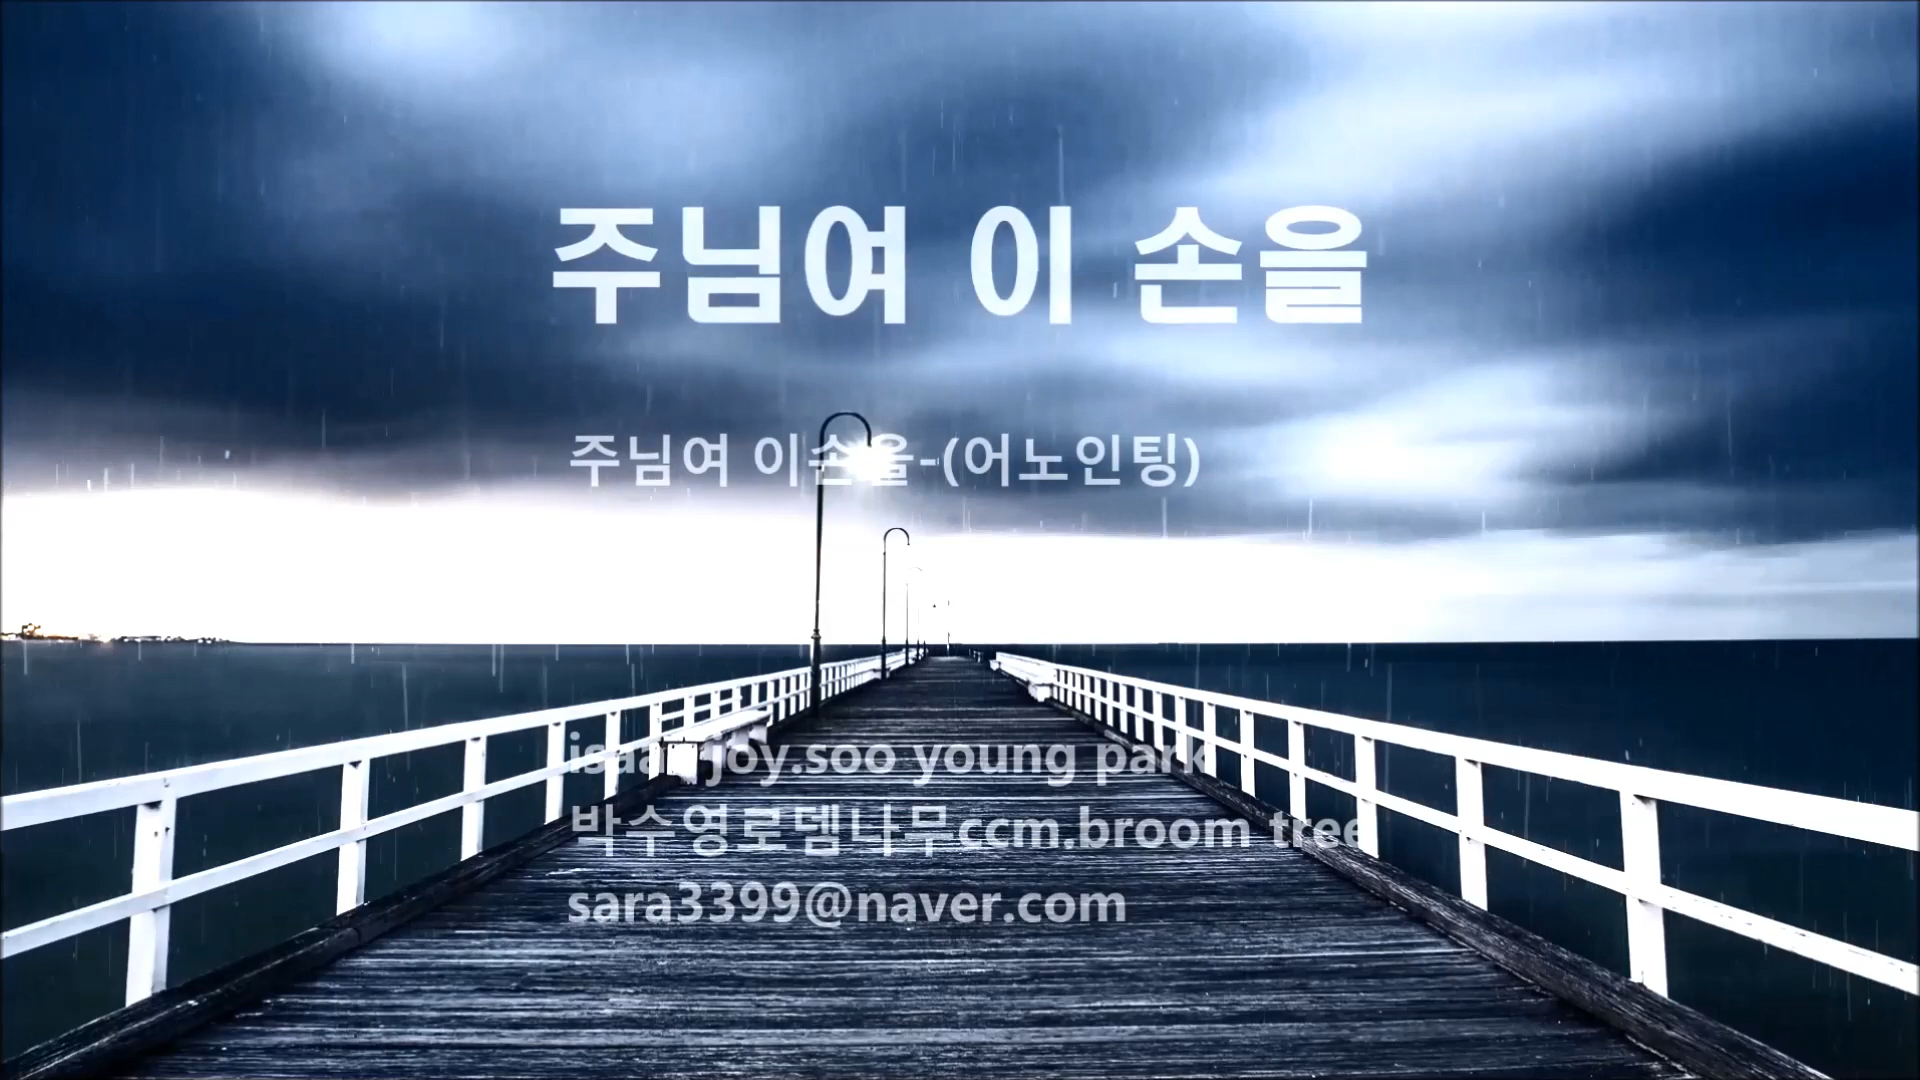 주님여 이 손을
주님여 이손을-(어노인팅)
joy.soo young park
박수영로뎀나무ccm.broom tree
sara3399@naver.com